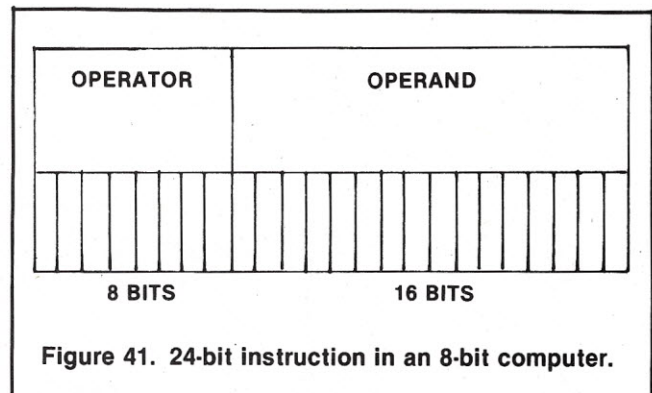 OPERATOR OPERAND
8 BITS 16 BITS
Figure 41. 24-bit instruction in an 8-bit computer.